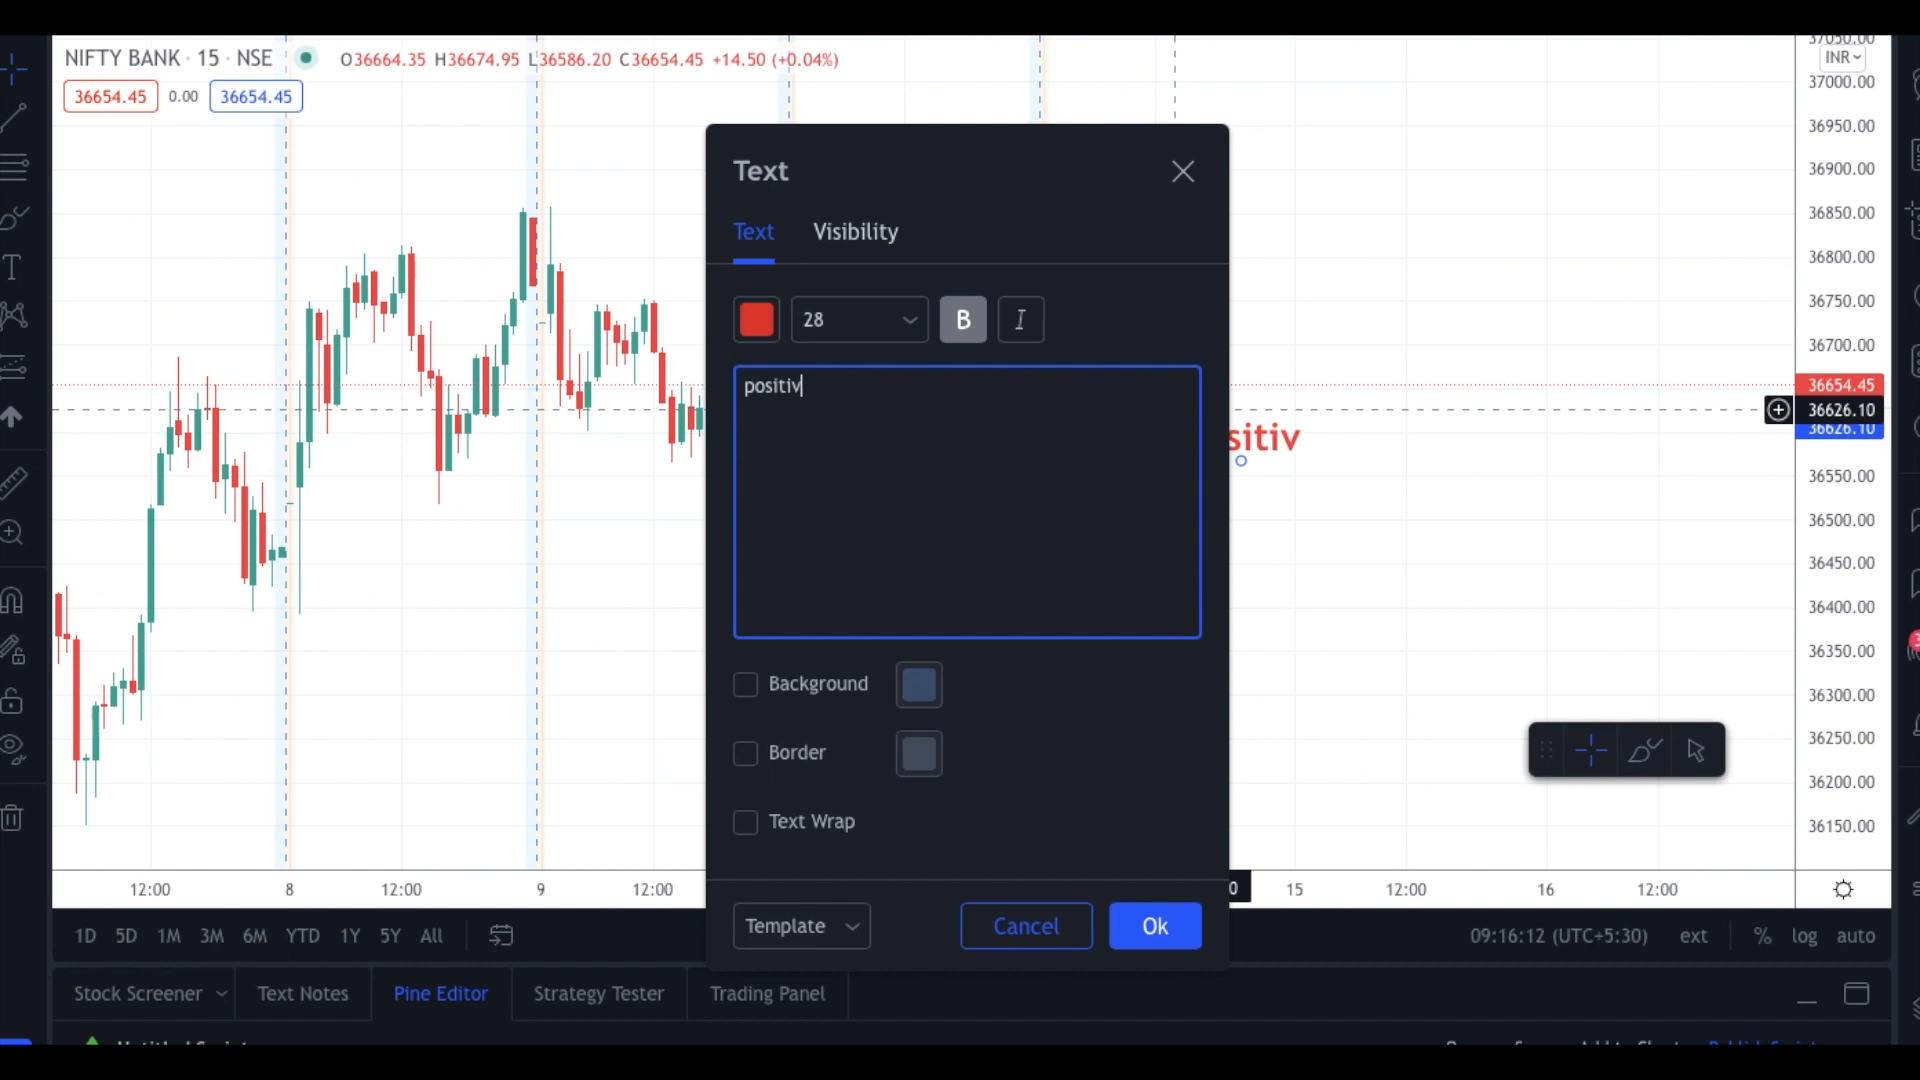 NIFTY BANK · 15 · NSE O36664.35 H36674.95 L36586.20 C36654.45 +14.50 (+0.04%)
36654.45 0.00 36654.45
INR
37050.00
37000.00
36950.00
36900.00
36850.00
36800.00
36750.00
36700.00
36654.45
36626.10
36626.10
36550.00
36500.00
36450.00
36400.00
36350.00
36300.00
36250.00
36200.00
36150.00
Text
Text Visibility
28 B I
positiv
sitiv
Background
Border
Text Wrap
Template Cancel Ok
12:00 8 12:00 9 12:00 0 15 12:00 16 12:00
1D 5D 1M 3M 6M YTD 1Y 5Y All 09:16:12 (UTC+5:30) ext % log auto
Stock Screener Text Notes Pine Editor Strategy Tester Trading Panel